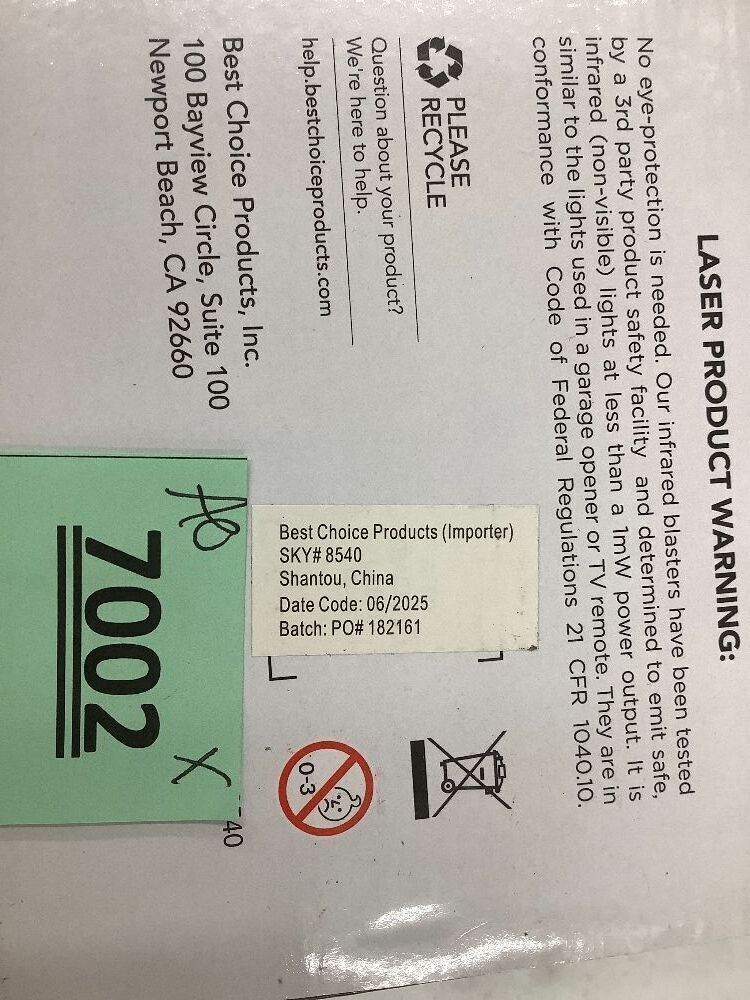 LASER PRODUCT WARNING:
No eye-protection is needed. Our infrared blasters have been tested
by a 3rd party product safety facility and determined to emit safe,
infrared (non-visible) lights at less than a 1mW power output. It is
similar to the lights used in a garage opener or TV remote. They are in
conformance with Code of Federal Regulations 21 CFR 1040.10.
PLEASE
RECYCLE
Question about your product?
We're here to help.
help.bestchoiceproducts.com
Best Choice Products, Inc.
100 Bayview Circle, Suite 100
Newport Beach, CA 92660
Best Choice Products (Importer)
SKY# 8540
Shantou, China
Date Code: 06/2025
Batch: PO# 182161
0-3
40
X
7002